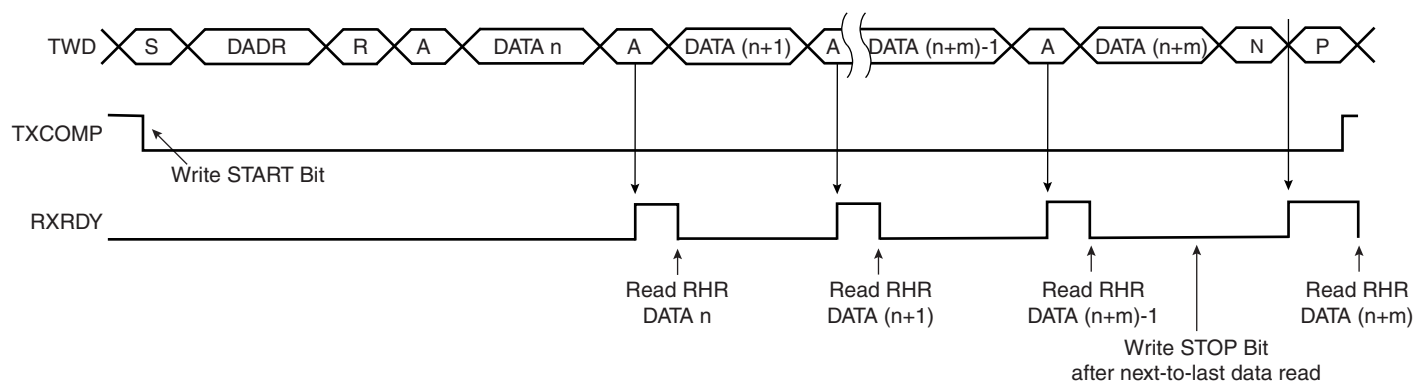 TWD S DADR R A DATA n A DATA (n+1) A DATA (n+m)-1 A DATA (n+m) N P
TXCOMP
Write START Bit
RXRDY
Read RHR Read RHR Read RHR Read RHR
DATA n DATA (n+1) DATA (n+m)-1 DATA (n+m)
Write STOP Bit
after next-to-last data read